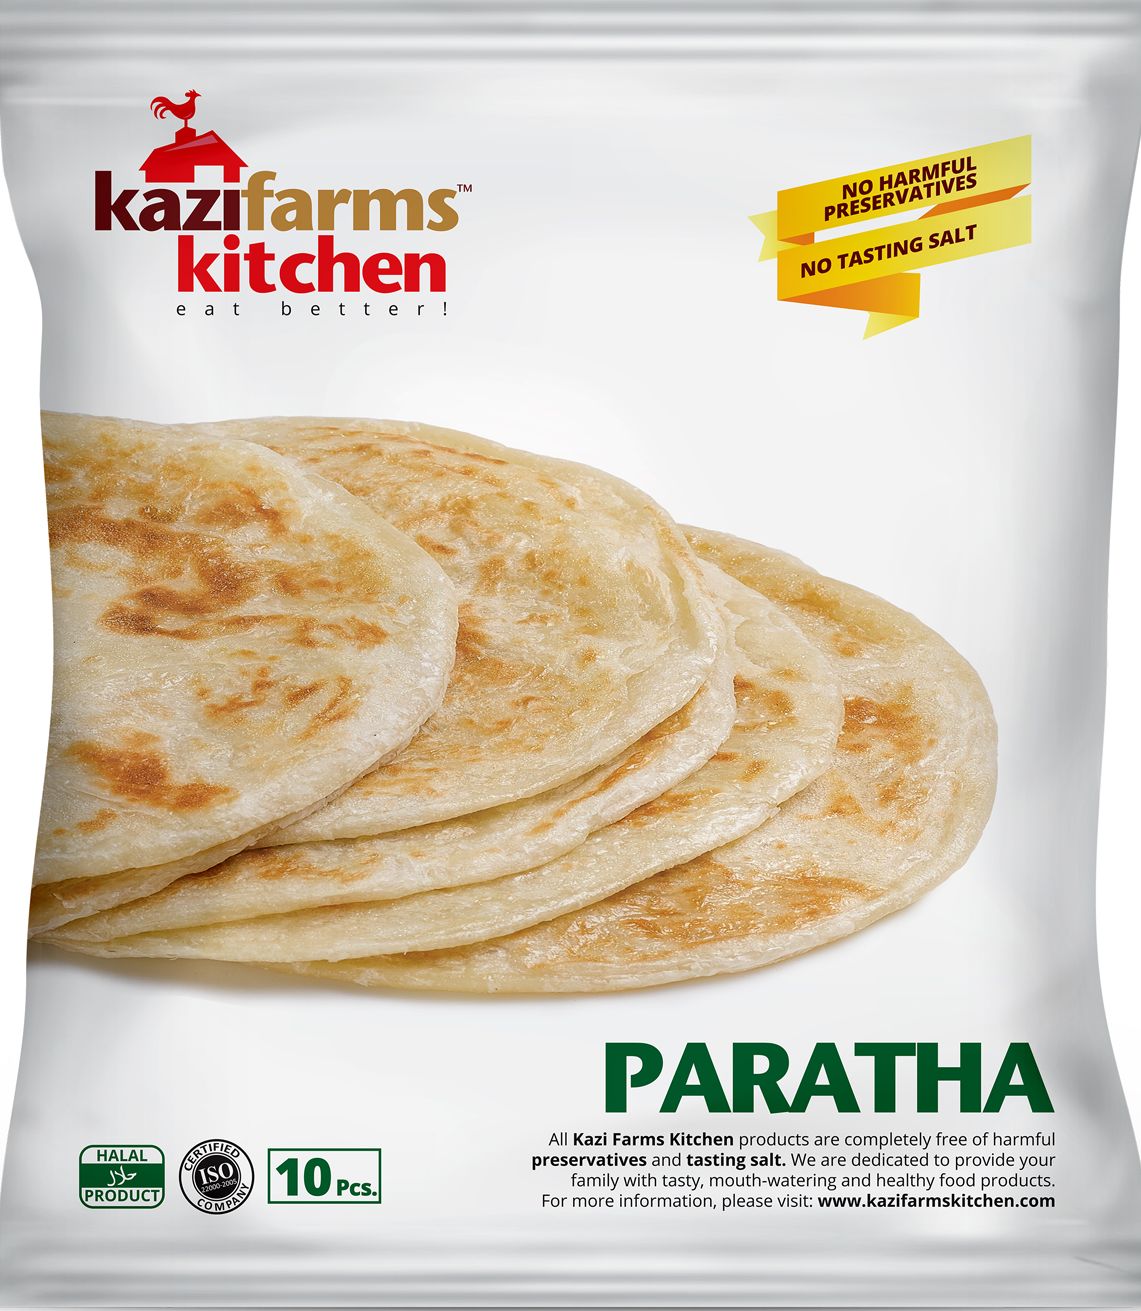 kazifarms™
kitchen
eat better!
NO HARMFUL
PRESERVATIVES
NO TASTING SALT
PARATHA
All Kazi Farms Kitchen products are completely free of harmful
preservatives and tasting salt. We are dedicated to provide your
family with tasty, mouth-watering and healthy food products.
For more information, please visit: www.kazifarmskitchen.com
HALAL
حلال
PRODUCT
CERTIFIED
ISO
22000-2005
COMPANY
10 Pcs.